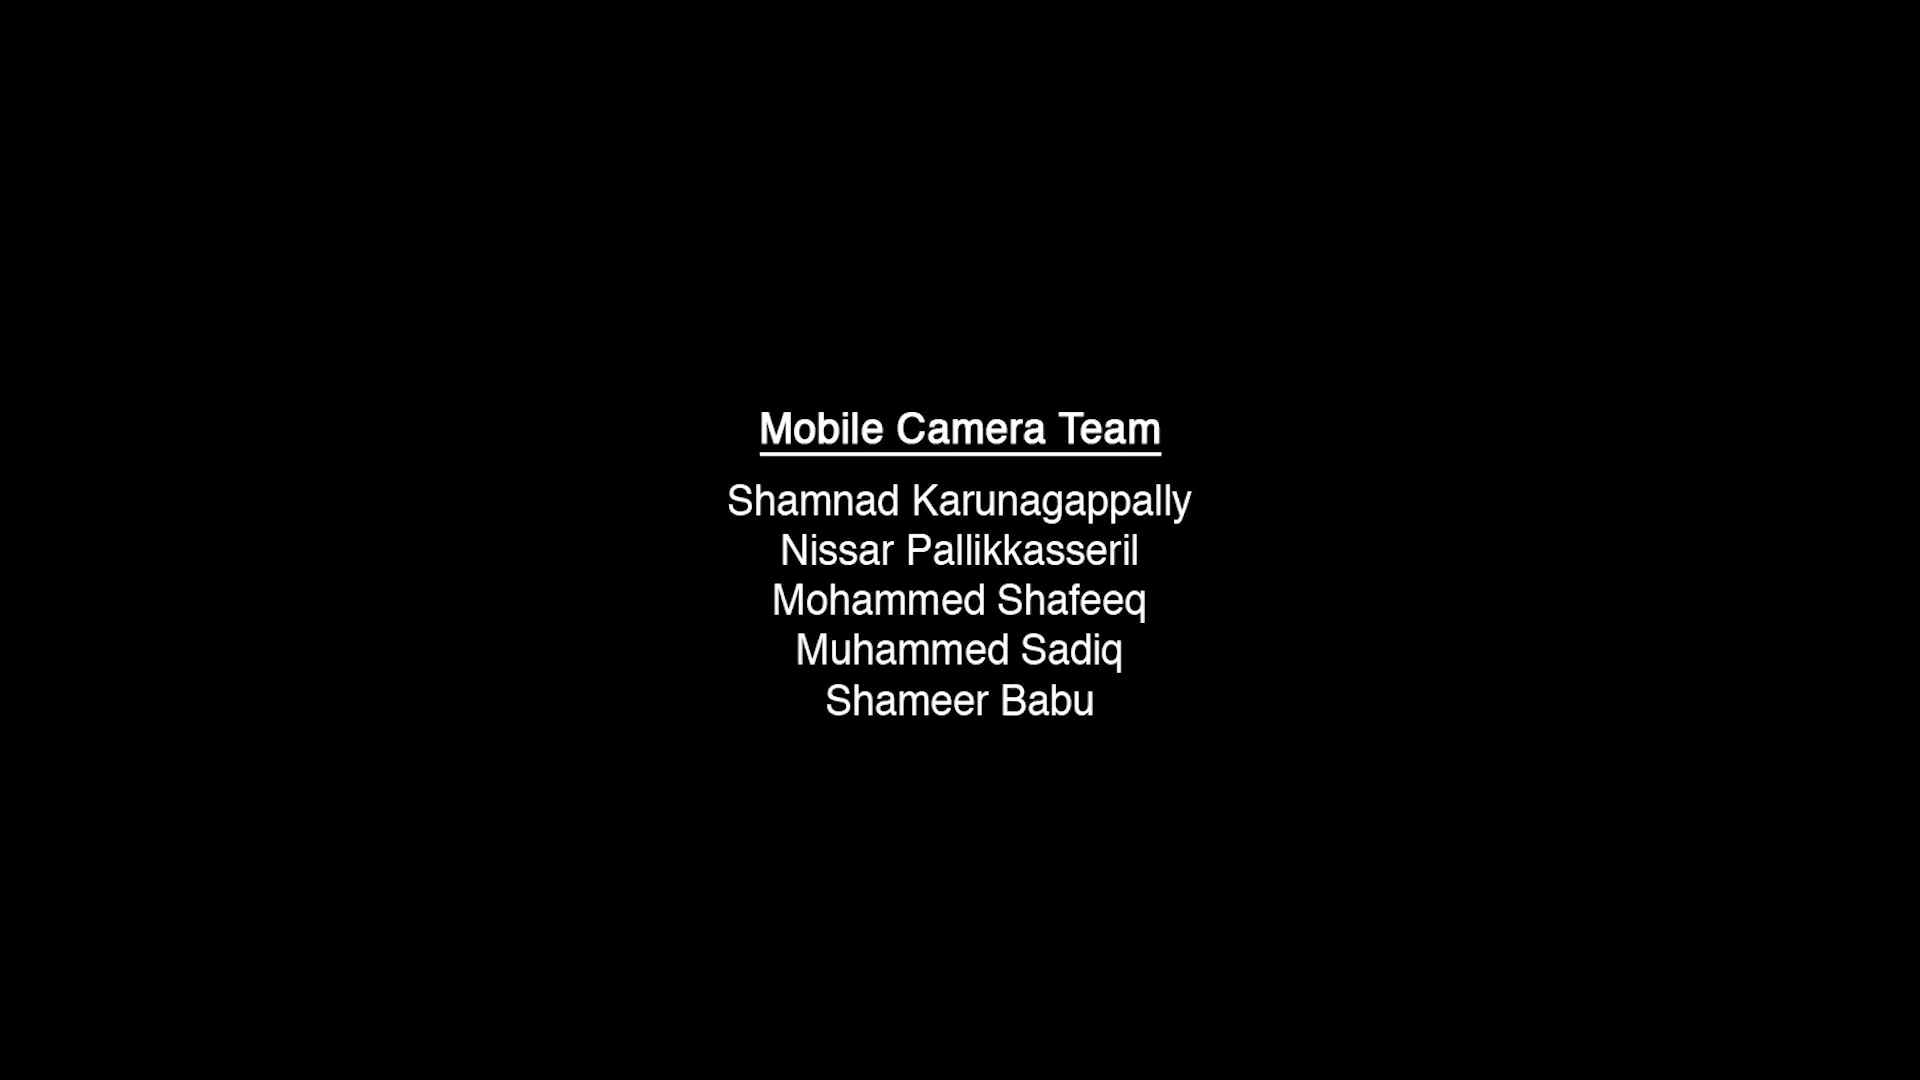 Mobile Camera Team
Shamnad Karunagappally
Nissar Pallikkasseril
Mohammed Shafeeq
Muhammed Sadiq
Shameer Babu